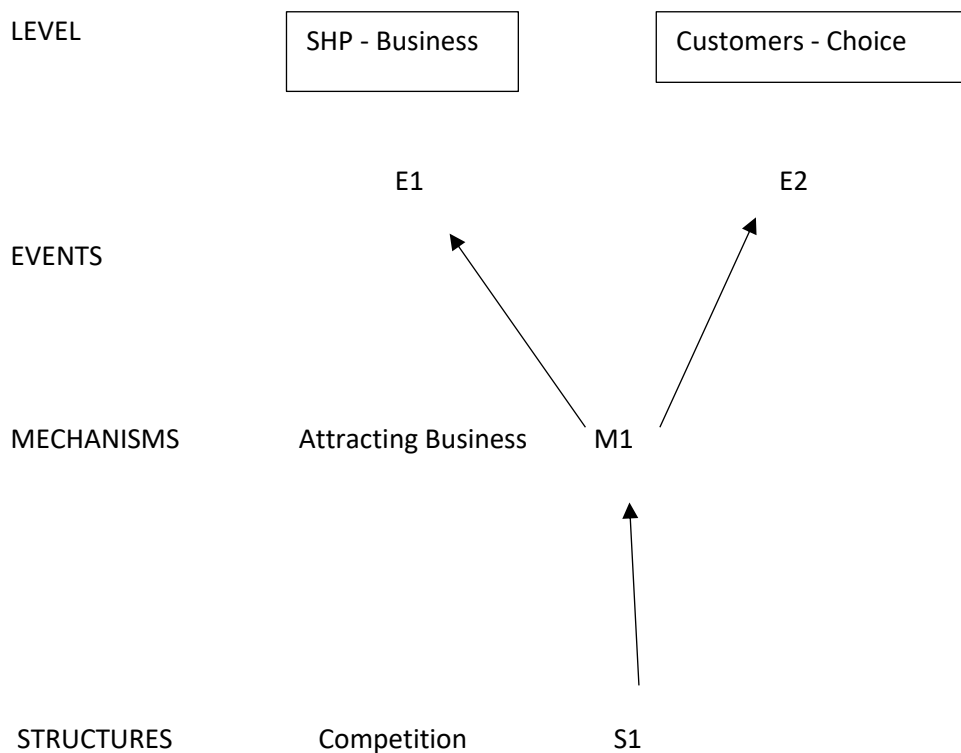 LEVEL SHP - Business Customers - Choice
E1 E2
EVENTS
MECHANISMS Attracting Business M1
STRUCTURES Competition S1